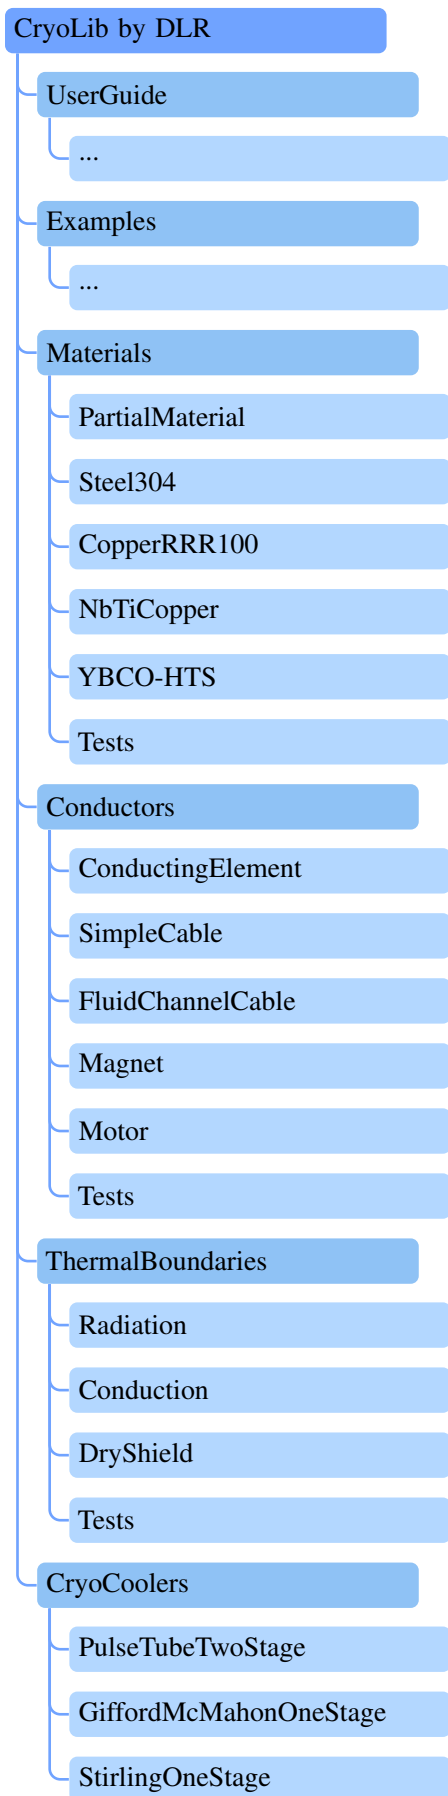 CryoLib by DLR
UserGuide
...
Examples
...
Materials
PartialMaterial
Steel304
CopperRRR100
NbTiCopper
YBCO-HTS
Tests
Conductors
ConductingElement
SimpleCable
FluidChannelCable
Magnet
Motor
Tests
ThermalBoundaries
Radiation
Conduction
DryShield
Tests
CryoCoolers
PulseTubeTwoStage
GiffordMcMahonOneStage
StirlingOneStage